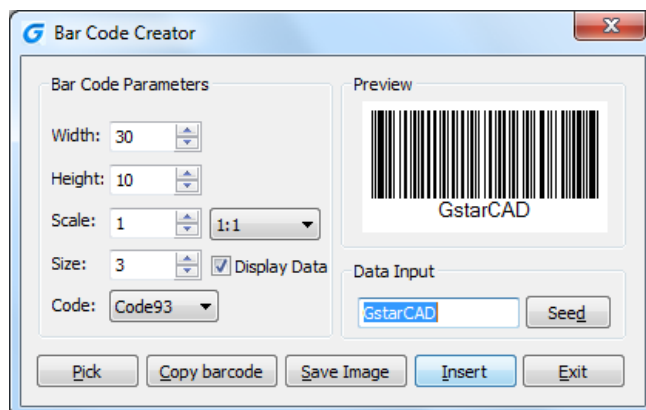 Bar Code Creator
Bar Code Parameters
Width: 30
Height: 10
Scale: 1 1:1
Size: 3 Display Data
Code: Code93
Preview
GstarCAD
Data Input
GstarCAD Seed
Pick Copy barcode Save Image Insert Exit